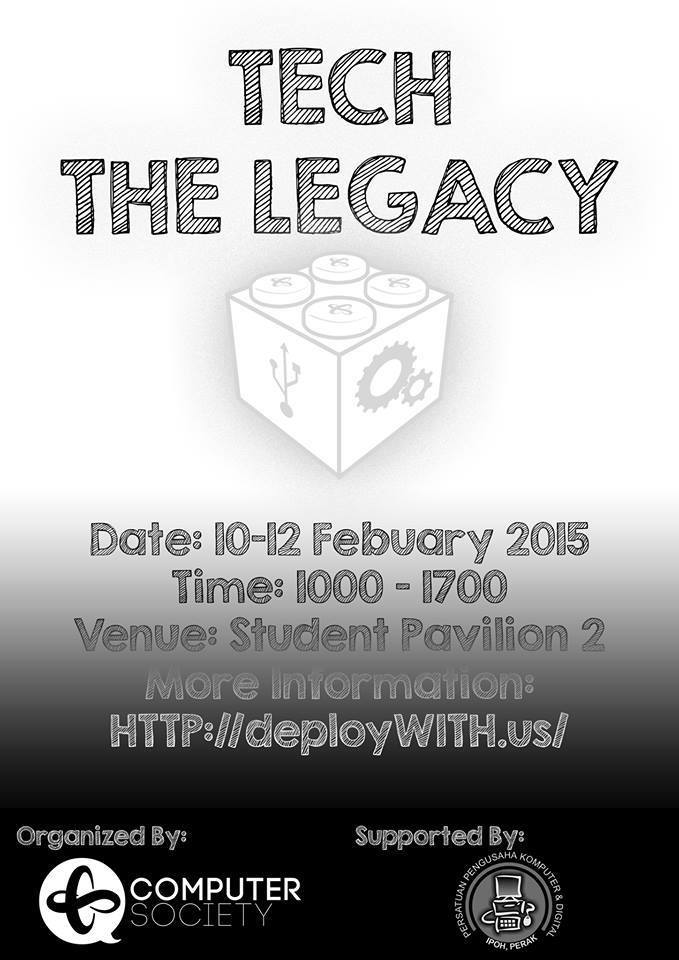 TECH
THE LEGACY
Date: 10-12 Febuary 2015
Time: 1000 - 1700
Venue: Student Pavilion 2
More Information:
HTTP://deployWITH.us/
Organized By:
COMPUTER
SOCIETY
Supported By:
PERSATUAN PENGUSAHA KOMPUTER & DIGITAL
IPOH, PERAK